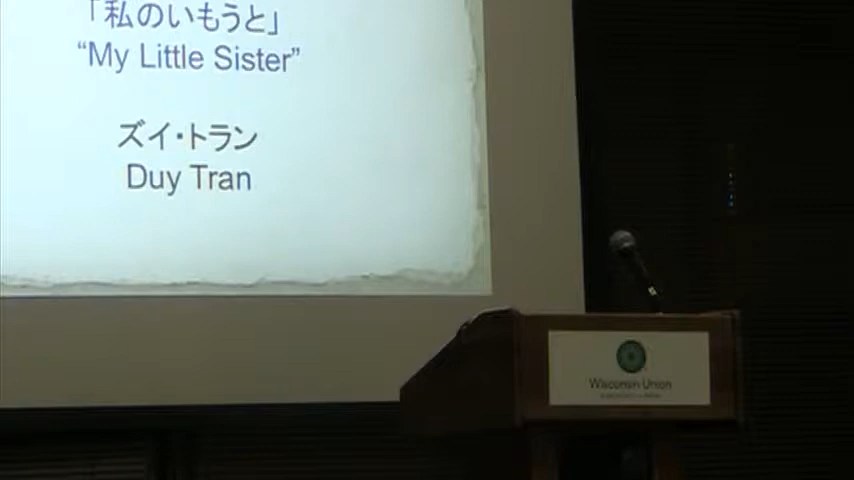 「私のいもうと」
“My Little Sister”
ズイ・トラン
Duy Tran
Wisconsin Union